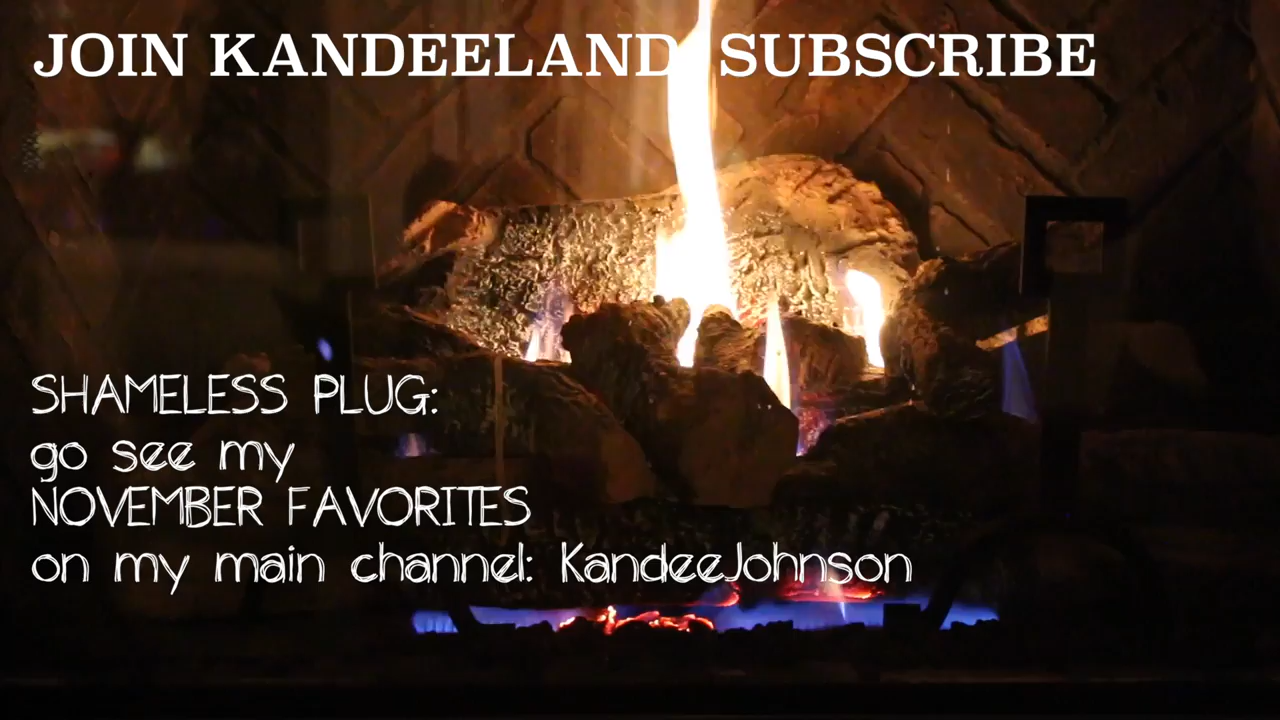 JOIN KANDEELAND SUBSCRIBE
SHAMELESS PLUG:
go see my
NOVEMBER FAVORITES
on my main channel: KandeeJohnson